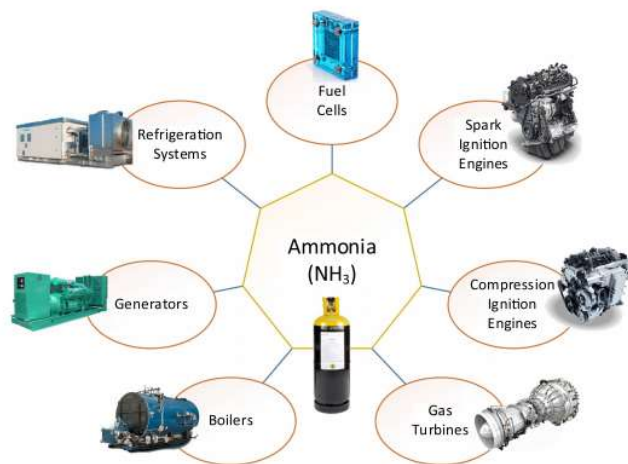 Fuel
Cells
Refrigeration
Systems
Spark
Ignition
Engines
Ammonia
(NH₃)
Generators
Compression
Ignition
Engines
Boilers
Gas
Turbines